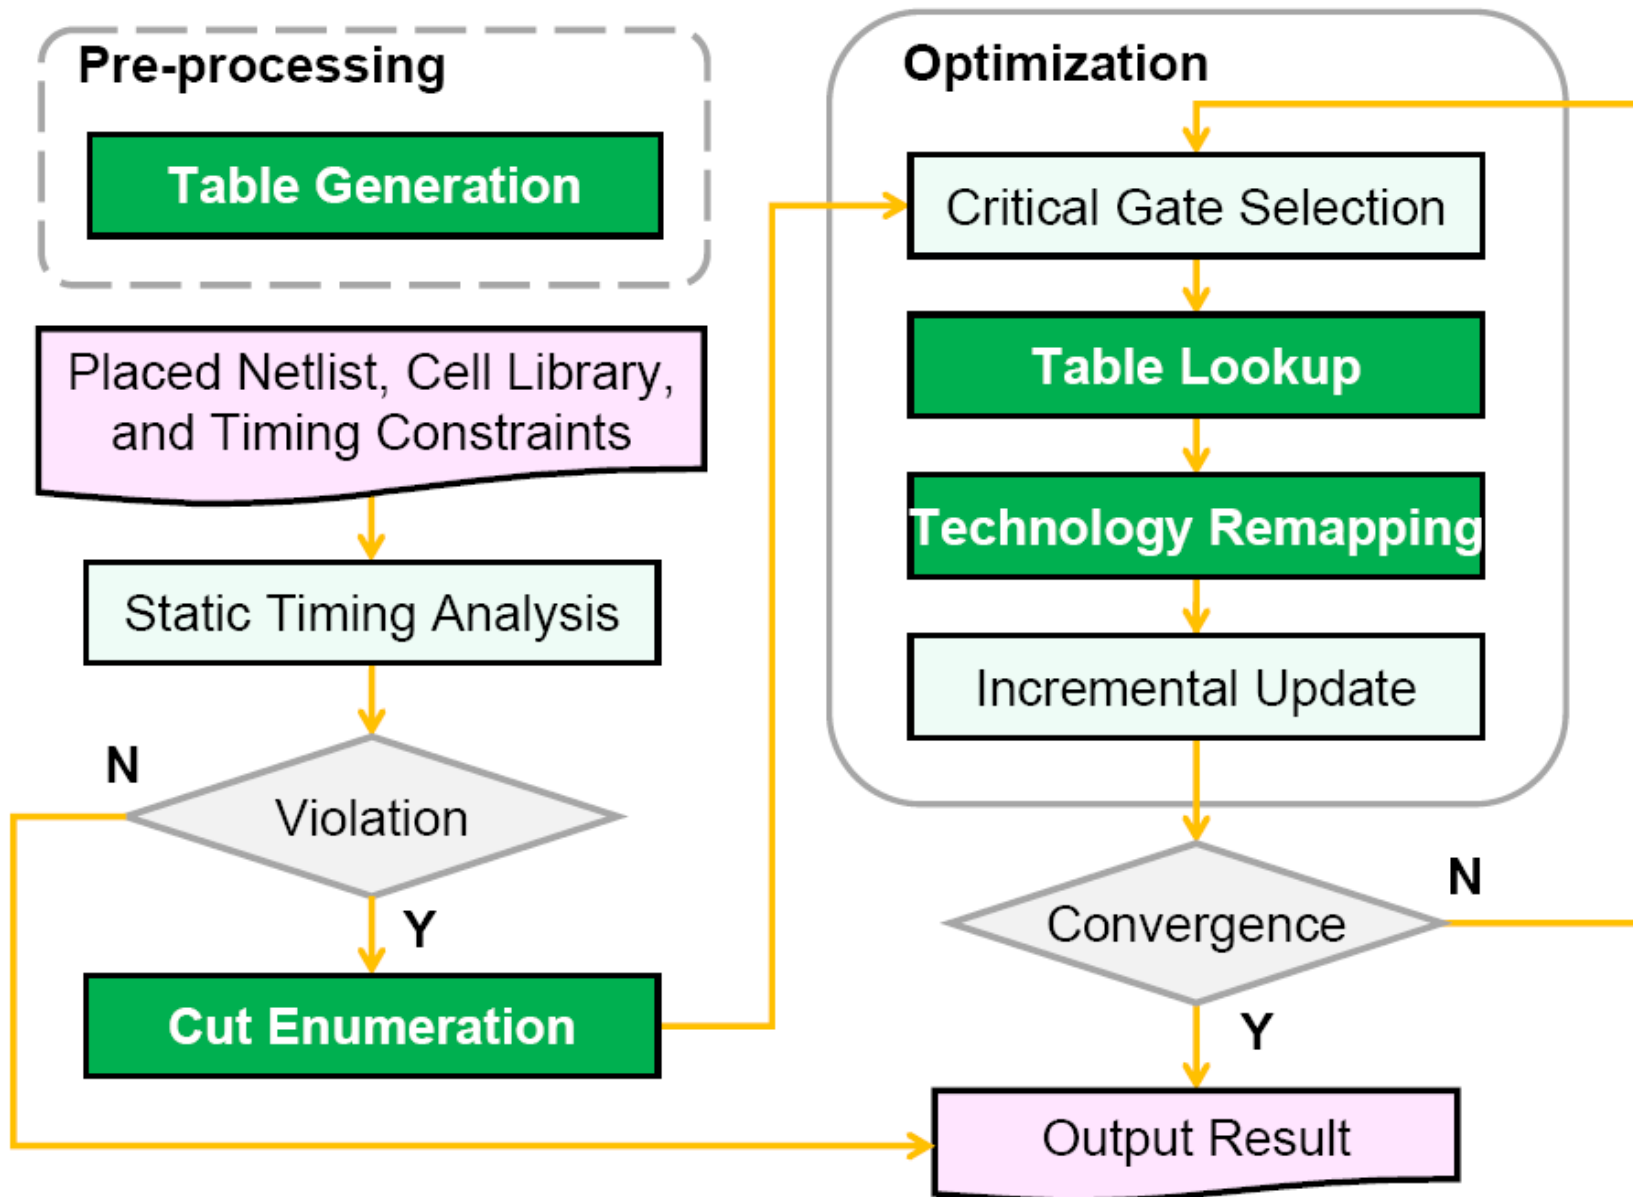 Pre-processing
Table Generation
Placed Netlist, Cell Library,
and Timing Constraints
Static Timing Analysis
N
Violation
Y
Cut Enumeration
Optimization
Critical Gate Selection
Table Lookup
Technology Remapping
Incremental Update
N
Convergence
Y
Output Result